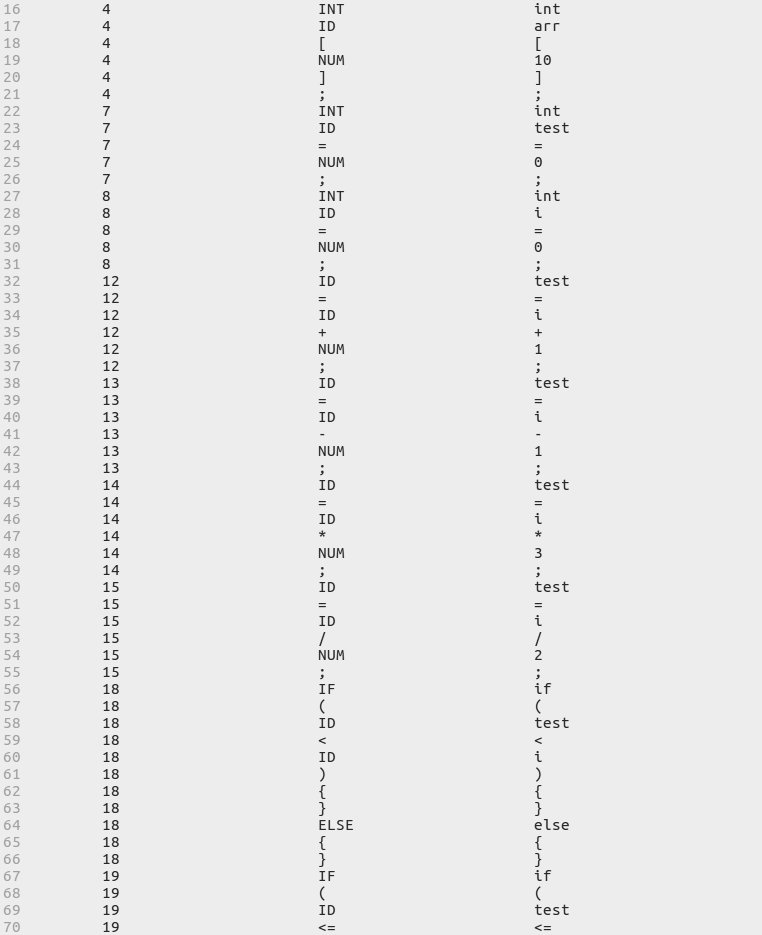 16 4 INT int
17 4 ID arr
18 4 [ [
19 4 NUM 10
20 4 ] ]
21 4 ; ;
22 7 INT int
23 7 ID test
24 7 = =
25 7 NUM 0
26 7 ; ;
27 8 INT int
28 8 ID i
29 8 = =
30 8 NUM 0
31 8 ; ;
32 12 ID test
33 12 = =
34 12 ID i
35 12 + +
36 12 NUM 1
37 12 ; ;
38 13 ID test
39 13 = =
40 13 ID i
41 13 - -
42 13 NUM 1
43 13 ; ;
44 14 ID test
45 14 = =
46 14 ID i
47 14 * *
48 14 NUM 3
49 14 ; ;
50 15 ID test
51 15 = =
52 15 ID i
53 15 / /
54 15 NUM 2
55 15 ; ;
56 18 IF if
57 18 ( (
58 18 ID test
59 18 < <
60 18 ID i
61 18 ) )
62 18 { {
63 18 } }
64 18 ELSE else
65 18 { {
66 18 } }
67 19 IF if
68 19 ( (
69 19 ID test
70 19 <= <=